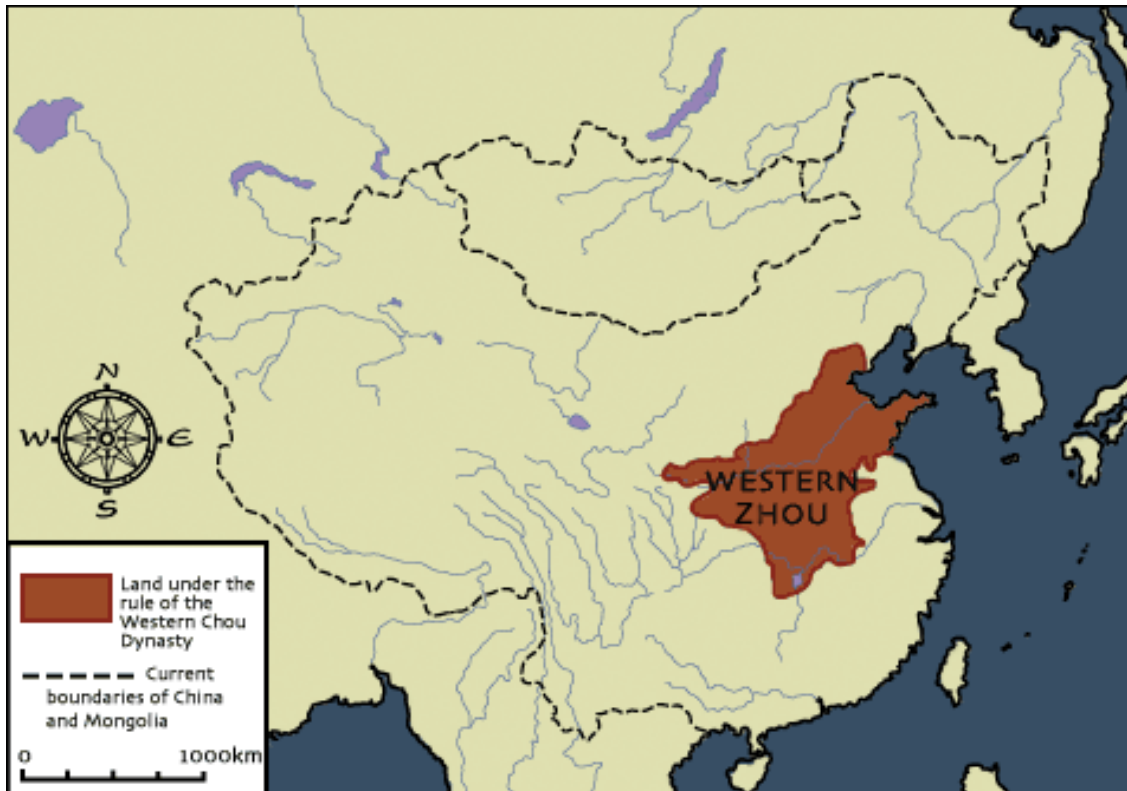 WESTERN
ZHOU
N
W
E
S
Land under the
rule of the
Western Chou
Dynasty
Current
boundaries of China
and Mongolia
0 1000km